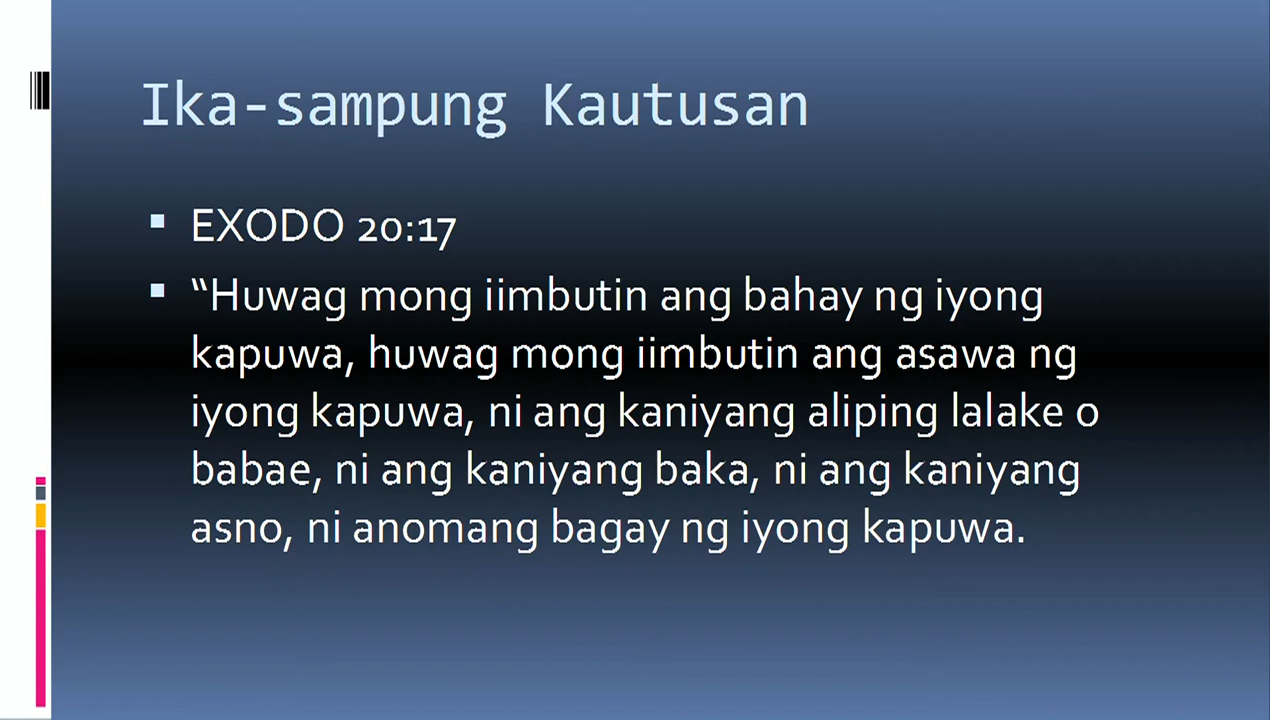 Ika-sampung Kautusan
EXODO 20:17
“Huwag mong iimbutin ang bahay ng iyong
kapuwa, huwag mong iimbutin ang asawa ng
iyong kapuwa, ni ang kaniyang aliping lalake o
babae, ni ang kaniyang baka, ni ang kaniyang
asno, ni anomang bagay ng iyong kapuwa.